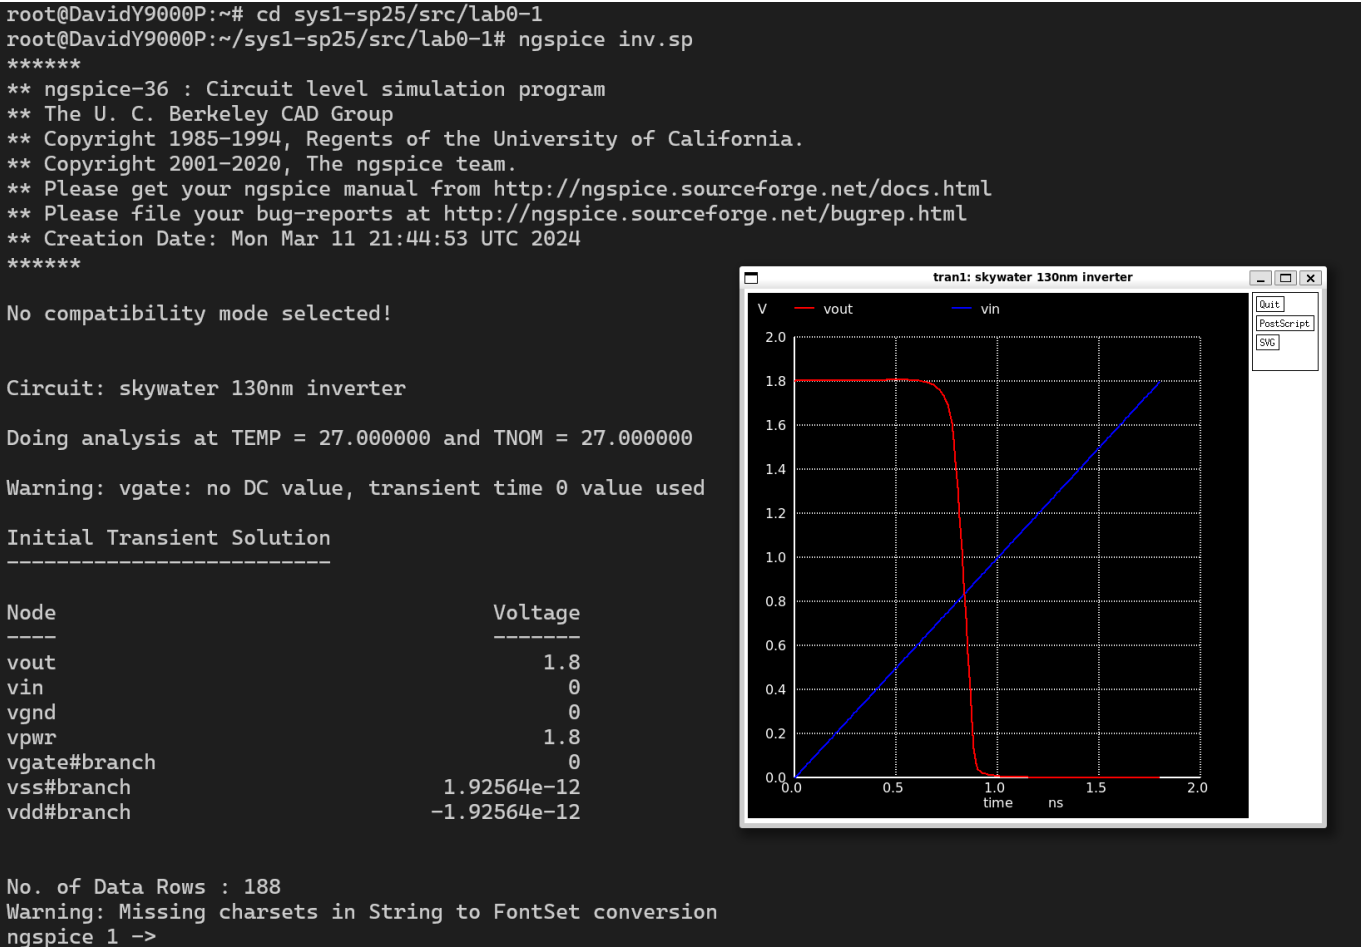 root@DavidY9000P:~# cd sys1-sp25/src/lab0-1
root@DavidY9000P:~/sys1-sp25/src/lab0-1# ngspice inv.sp
******
** ngspice-36 : Circuit level simulation program
** The U. C. Berkeley CAD Group
** Copyright 1985-1994, Regents of the University of California.
** Copyright 2001-2020, The ngspice team.
** Please get your ngspice manual from http://ngspice.sourceforge.net/docs.html
** Please file your bug-reports at http://ngspice.sourceforge.net/bugrep.html
** Creation Date: Mon Mar 11 21:44:53 UTC 2024
******
No compatibility mode selected!
Circuit: skywater 130nm inverter
Doing analysis at TEMP = 27.000000 and TNOM = 27.000000
Warning: vgate: no DC value, transient time 0 value used
Initial Transient Solution
--------------------------
Node Voltage
---- -------
vout 1.8
vin 0
vgnd 0
vpwr 1.8
vgate#branch 0
vss#branch 1.92564e-12
vdd#branch -1.92564e-12
No. of Data Rows : 188
Warning: Missing charsets in String to FontSet conversion
ngspice 1 ->
tran1: skywater 130nm inverter
V vout vin
Quit
PostScript
SVG
2.0
1.8
1.6
1.4
1.2
1.0
0.8
0.6
0.4
0.2
0.0
0.0 0.5 1.0 1.5 2.0
time ns